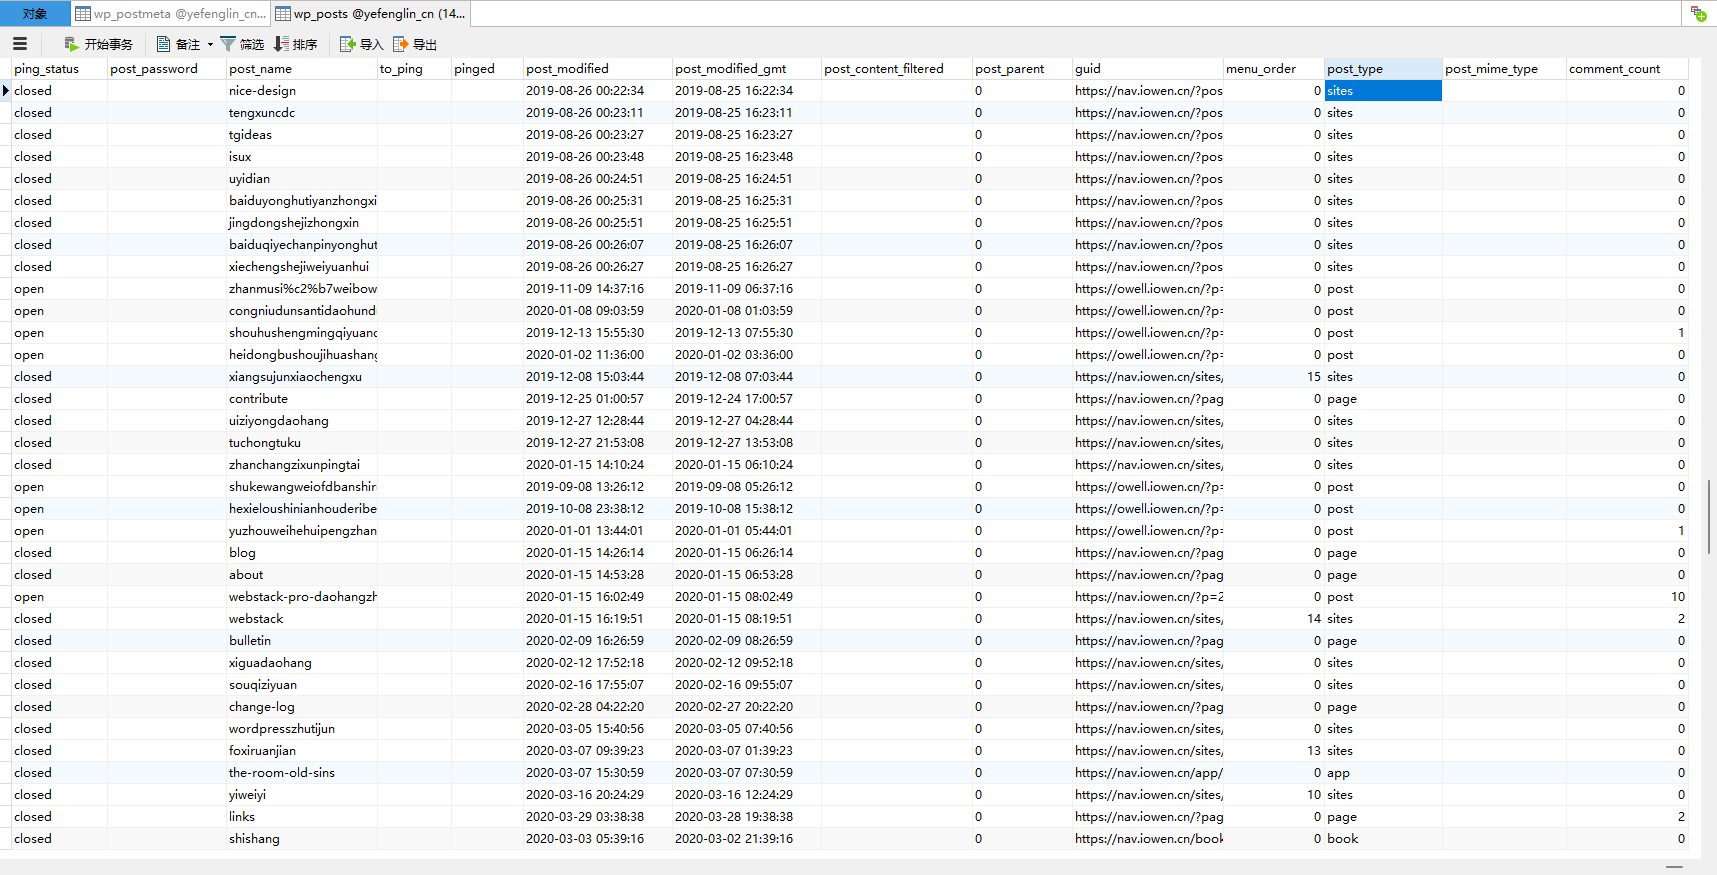 对象 wp_postmeta @yefenglin_cn... wp_posts @yefenglin_cn (14...
开始事务 备注 筛选 排序 导入 导出
ping_status post_password post_name to_ping pinged post_modified post_modified_gmt post_content_filtered post_parent guid menu_order post_type post_mime_type comment_count
closed nice-design 2019-08-26 00:22:34 2019-08-25 16:22:34 0 https://nav.iowen.cn/?pos 0 sites 0
closed tengxuncdc 2019-08-26 00:23:11 2019-08-25 16:23:11 0 https://nav.iowen.cn/?pos 0 sites 0
closed tgideas 2019-08-26 00:23:27 2019-08-25 16:23:27 0 https://nav.iowen.cn/?pos 0 sites 0
closed isux 2019-08-26 00:23:48 2019-08-25 16:23:48 0 https://nav.iowen.cn/?pos 0 sites 0
closed uyidian 2019-08-26 00:24:51 2019-08-25 16:24:51 0 https://nav.iowen.cn/?pos 0 sites 0
closed baiduyonghutiyanzhongxi 2019-08-26 00:25:31 2019-08-25 16:25:31 0 https://nav.iowen.cn/?pos 0 sites 0
closed jingdongshejizhongxin 2019-08-26 00:25:51 2019-08-25 16:25:51 0 https://nav.iowen.cn/?pos 0 sites 0
closed baiduqiyechanpinyonghut 2019-08-26 00:26:07 2019-08-25 16:26:07 0 https://nav.iowen.cn/?pos 0 sites 0
closed xiechengshejiweiyuanhui 2019-08-26 00:26:27 2019-08-25 16:26:27 0 https://nav.iowen.cn/?pos 0 sites 0
open zhanmusi%c2%b7weibow 2019-11-09 14:37:16 2019-11-09 06:37:16 0 https://owell.iowen.cn/?p= 0 post 0
open congniudunsantidaohund 2020-01-08 09:03:59 2020-01-08 01:03:59 0 https://owell.iowen.cn/?p= 0 post 0
open shouhushengmingqiyuanc 2019-12-13 15:55:30 2019-12-13 07:55:30 0 https://owell.iowen.cn/?p= 0 post 1
open heidongbushoujihuashang 2020-01-02 11:36:00 2020-01-02 03:36:00 0 https://owell.iowen.cn/?p= 0 post 0
closed xiangsujunxiaochengxu 2019-12-08 15:03:44 2019-12-08 07:03:44 0 https://nav.iowen.cn/sites/ 15 sites 0
closed contribute 2019-12-25 01:00:57 2019-12-24 17:00:57 0 https://nav.iowen.cn/?pag 0 page 0
closed uiziyongdaohang 2019-12-27 12:28:44 2019-12-27 04:28:44 0 https://nav.iowen.cn/sites/ 0 sites 0
closed tuchongtuku 2019-12-27 21:53:08 2019-12-27 13:53:08 0 https://nav.iowen.cn/sites/ 0 sites 0
closed zhanchangzixunpingtai 2020-01-15 14:10:24 2020-01-15 06:10:24 0 https://nav.iowen.cn/sites/ 0 sites 0
open shukewangweiofdbanshir 2019-09-08 13:26:12 2019-09-08 05:26:12 0 https://owell.iowen.cn/?p= 0 post 0
open hexieloushinianhouderibe 2019-10-08 23:38:12 2019-10-08 15:38:12 0 https://owell.iowen.cn/?p= 0 post 0
open yuzhouweihehuipengzhan 2020-01-01 13:44:01 2020-01-01 05:44:01 0 https://owell.iowen.cn/?p= 0 post 1
closed blog 2020-01-15 14:26:14 2020-01-15 06:26:14 0 https://nav.iowen.cn/?pag 0 page 0
closed about 2020-01-15 14:53:28 2020-01-15 06:53:28 0 https://nav.iowen.cn/?pag 0 page 0
open webstack-pro-daohangzh 2020-01-15 16:02:49 2020-01-15 08:02:49 0 https://nav.iowen.cn/?p=2 0 post 10
closed webstack 2020-01-15 16:19:51 2020-01-15 08:19:51 0 https://nav.iowen.cn/sites/ 14 sites 2
closed bulletin 2020-02-09 16:26:59 2020-02-09 08:26:59 0 https://nav.iowen.cn/?pag 0 page 0
closed xiguadaohang 2020-02-12 17:52:18 2020-02-12 09:52:18 0 https://nav.iowen.cn/sites/ 0 sites 0
closed souqiziyuan 2020-02-16 17:55:07 2020-02-16 09:55:07 0 https://nav.iowen.cn/sites/ 0 sites 0
closed change-log 2020-02-28 04:22:20 2020-02-27 20:22:20 0 https://nav.iowen.cn/?pag 0 page 0
closed wordpresszhutijun 2020-03-05 15:40:56 2020-03-05 07:40:56 0 https://nav.iowen.cn/sites/ 0 sites 0
closed foxiruanjian 2020-03-07 09:39:23 2020-03-07 01:39:23 0 https://nav.iowen.cn/sites/ 13 sites 0
closed the-room-old-sins 2020-03-07 15:30:59 2020-03-07 07:30:59 0 https://nav.iowen.cn/app/ 0 app 0
closed yiweiyi 2020-03-16 20:24:29 2020-03-16 12:24:29 0 https://nav.iowen.cn/sites/ 10 sites 0
closed links 2020-03-29 03:38:38 2020-03-28 19:38:38 0 https://nav.iowen.cn/?pag 0 page 2
closed shishang 2020-03-03 05:39:16 2020-03-02 21:39:16 0 https://nav.iowen.cn/book 0 book 0